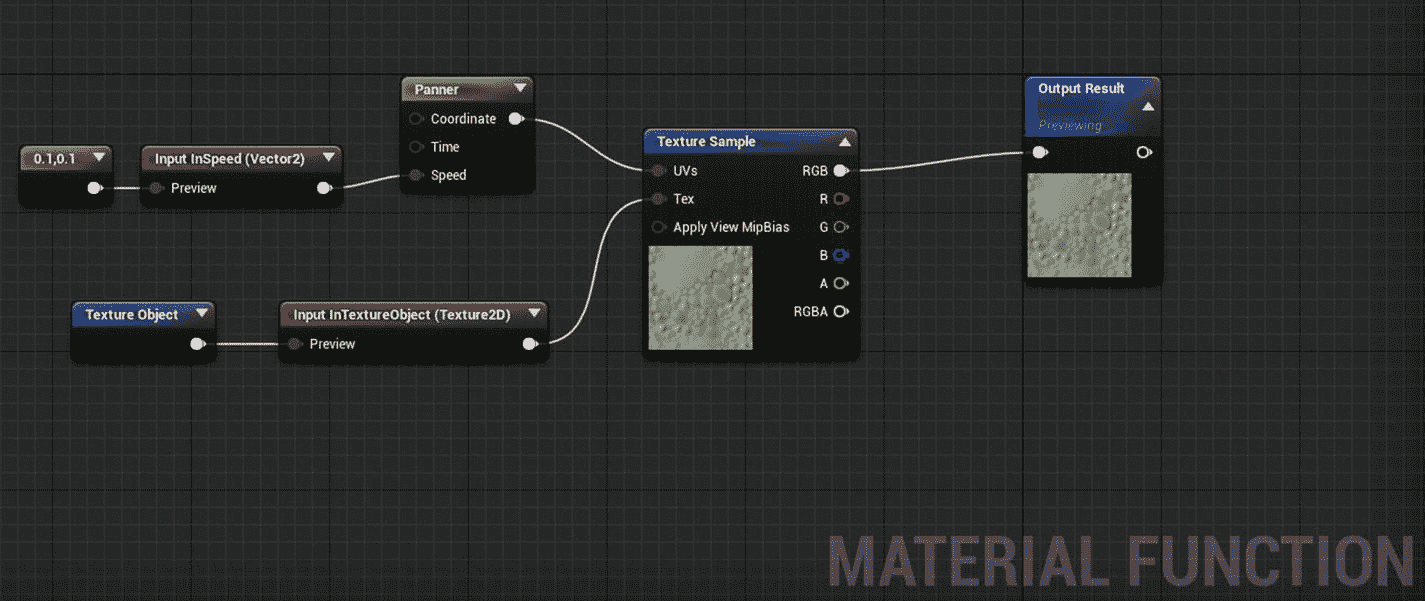 Panner
Coordinate
Time
Speed
0.1,0.1
Input InSpeed (Vector2)
Preview
Texture Object
Input InTextureObject (Texture2D)
Preview
Texture Sample
UVs
RGB
Tex
R
Apply View MipBias
G
B
A
RGBA
Output Result
Previewing
MATERIAL FUNCTION